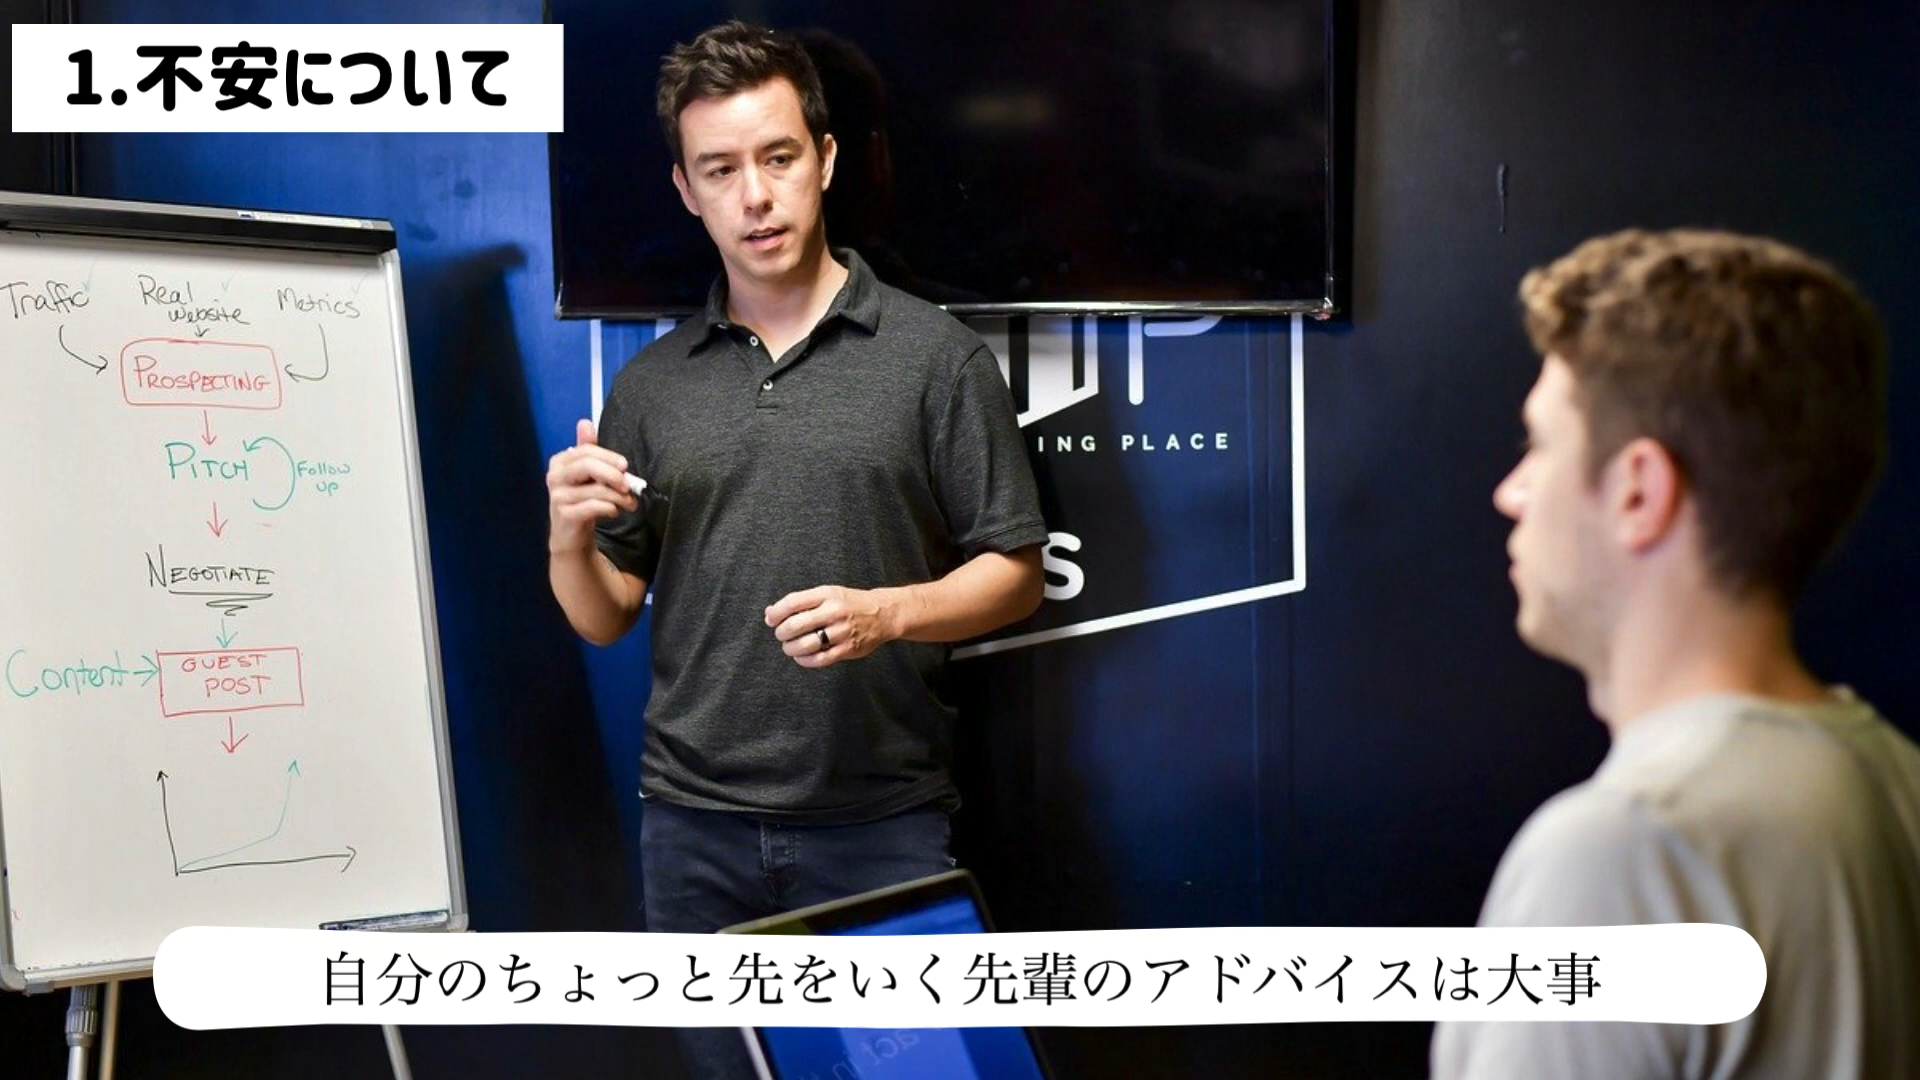 1.不安について
Traffic
Real
Website
Metrics
PROSPECTING
PITCH
Follow
UP
NEGOTIATE
Content
GUEST
POST
ING PLACE
S
自分のちょっと先をいく先輩のアドバイスは大事